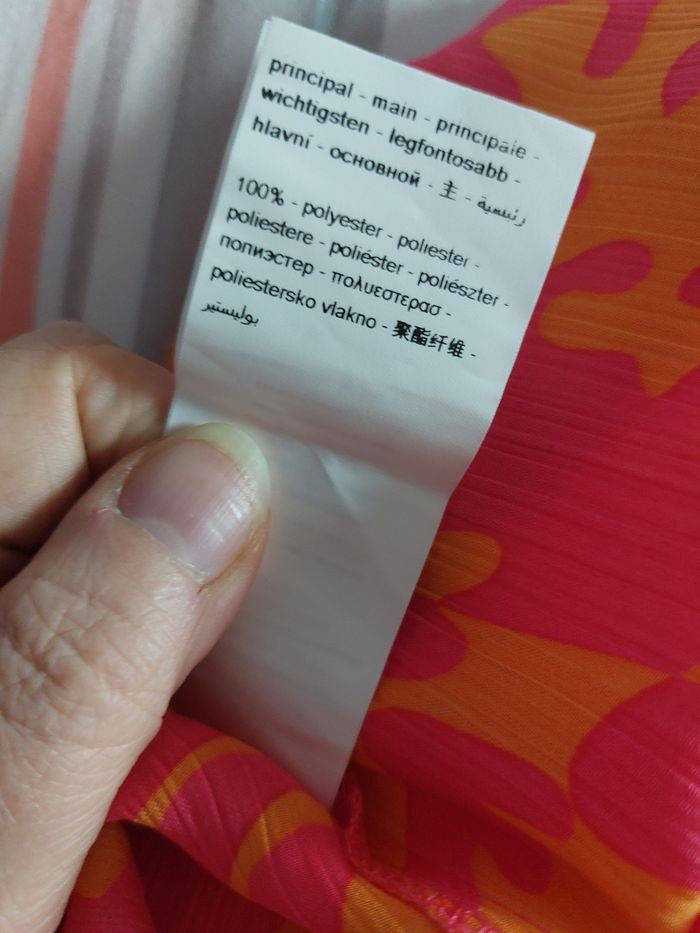 principal - main - principale -
wichtigsten - legfontosabb -
hlavní - основной - 主 - رئيسية
100% - polyester - poliester -
poliestere - poliéster - poliészter -
полиэстер - πολυεστερασ -
poliestersko vlakno - 聚酯纤维 -
بوليستير